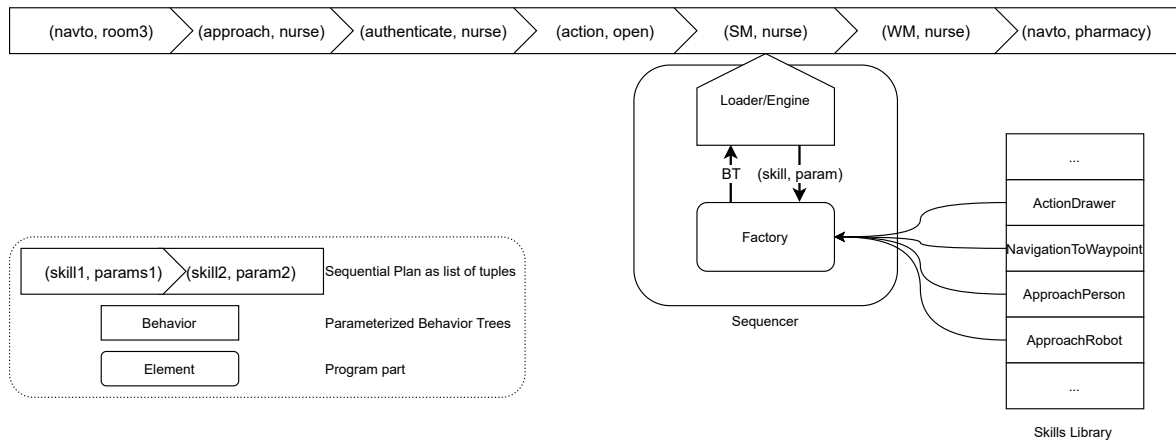 (navto, room3) (approach, nurse) (authenticate, nurse) (action, open) (SM, nurse) (WM, nurse) (navto, pharmacy)
Loader/Engine
BT (skill, param)
Factory
Sequencer
...
ActionDrawer
NavigationToWaypoint
ApproachPerson
ApproachRobot
...
Skills Library
(skill1, params1) (skill2, param2) Sequential Plan as list of tuples
Behavior Parameterized Behavior Trees
Element Program part